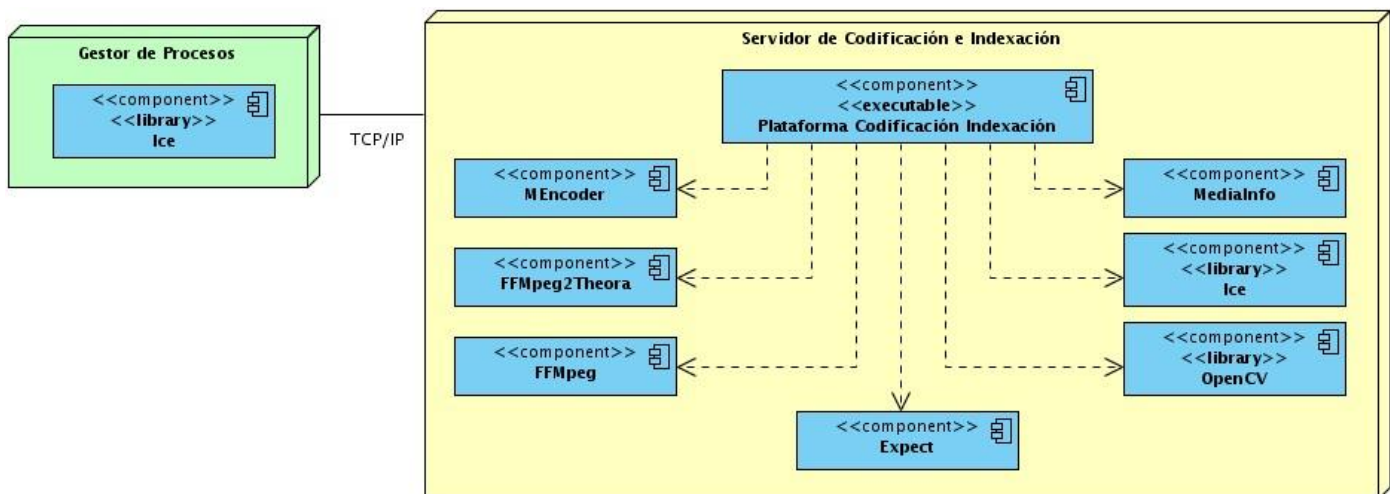 Gestor de Procesos
<<component>>
<<library>>
Ice
TCP/IP
Servidor de Codificación e Indexación
<<component>>
<<executable>>
Plataforma Codificación Indexación
<<component>>
MEncoder
<<component>>
FFMpeg2Theora
<<component>>
FFMpeg
<<component>>
Expect
<<component>>
MediaInfo
<<component>>
<<library>>
Ice
<<component>>
<<library>>
OpenCV